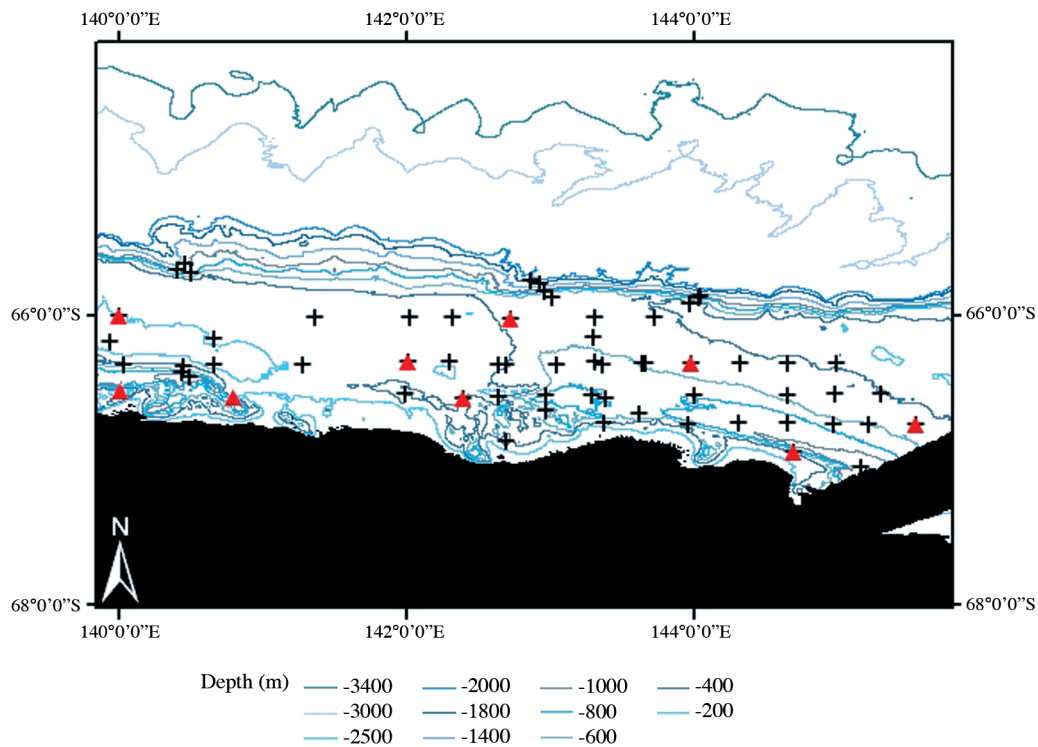 140°0’0”E 142°0’0”E 144°0’0”E
66°0’0”S 66°0’0”S
N
68°0’0”S 68°0’0”S
140°0’0”E 142°0’0”E 144°0’0”E
Depth (m) -3400 -2000 -1000 -400
-3000 -1800 -800 -200
-2500 -1400 -600